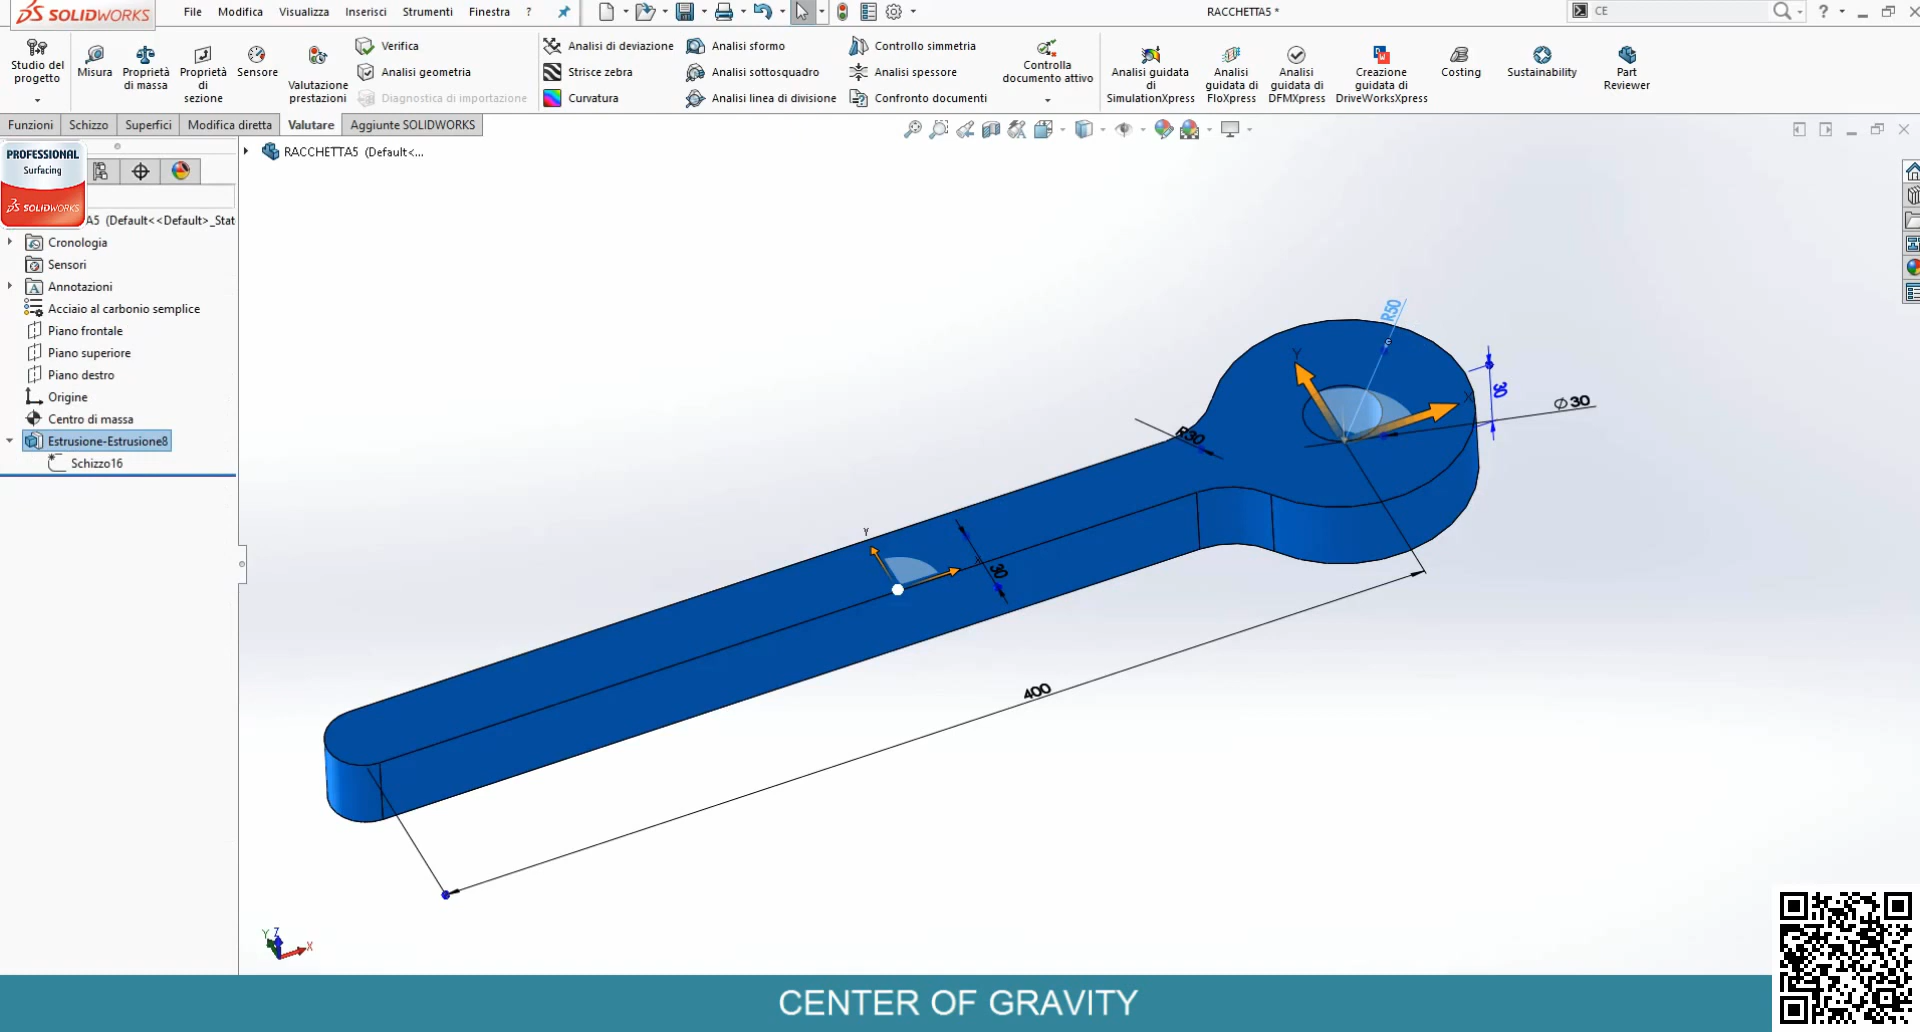 SOLIDWORKS
File Modifica Visualizza Inserisci Strumenti Finestra ?
RACCHETTA5 *
CE
?
Studio del progetto
Misura
Proprietà di massa
Proprietà di sezione
Sensore
Valutazione prestazioni
Verifica
Analisi geometria
Diagnostica di importazione
Analisi di deviazione
Strisce zebra
Curvatura
Analisi sformo
Analisi sottosquadro
Analisi linea di divisione
Controllo simmetria
Analisi spessore
Confronto documenti
Controlla documento attivo
Analisi guidata di SimulationXpress
Analisi guidata di FloXpress
Analisi guidata di DFMXpress
Creazione guidata di DriveWorksXpress
Costing
Sustainability
Part Reviewer
Funzioni Schizzo Superfici Modifica diretta Valutare Aggiunte SOLIDWORKS
PROFESSIONAL
Surfacing
SOLIDWORKS
RACCHETTA5 (Default<...
A5 (Default<<Default>_Stat
Cronologia
Sensori
Annotazioni
Acciaio al carbonio semplice
Piano frontale
Piano superiore
Piano destro
Origine
Centro di massa
Estrusione-Estrusione8
Schizzo16
R50
Y
X
Ø30
R30
Y
30
400
Y Z X
CENTER OF GRAVITY